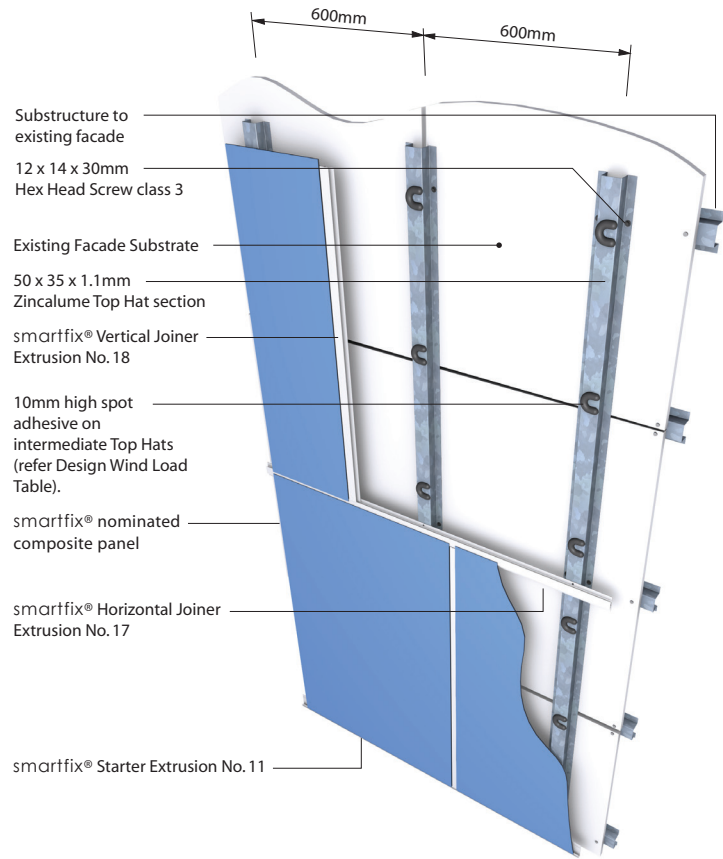 600mm
600mm
Substructure to
existing facade
12 x 14 x 30mm
Hex Head Screw class 3
Existing Facade Substrate
50 x 35 x 1.1mm
Zincalume Top Hat section
smartfix® Vertical Joiner
Extrusion No. 18
10mm high spot
adhesive on
intermediate Top Hats
(refer Design Wind Load
Table).
smartfix® nominated
composite panel
smartfix® Horizontal Joiner
Extrusion No. 17
smartfix® Starter Extrusion No. 11